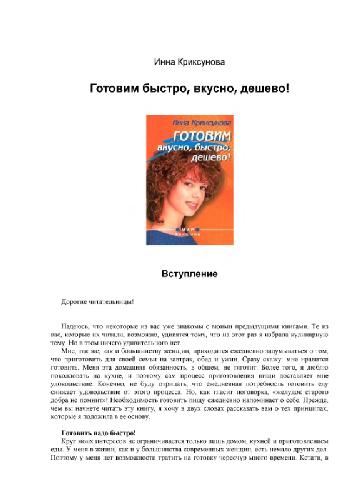 Инна Криксунова
Готовим быстро, вкусно, дешево!
Инна Криксунова
ГОТОВИМ
вкусно, быстро,
дешево!
Вступление
Дорогие читательницы!
Надеюсь, что некоторые из вас уже знакомы с моими предыдущими книгами. Те из
вас, которые их читали, возможно, удивятся тому, что на этот раз я избрала кулинарную
тему. Но в этом ничего удивительного нет.
Мне, так же, как и большинству женщин, приходится ежедневно задумываться о том,
что приготовить для своей семьи на завтрак, обед и ужин. Сразу скажу: мне нравится
готовить. Меня эта домашняя обязанность, в общем, не тяготит. Более того, я люблю
поколдовать на кухне, и поэтому сам процесс приготовления пищи доставляет мне
удовольствие. Конечно, не буду отрицать, что ежедневная потребность готовить еду
снижает удовольствие от этого процесса. Но, как гласит поговорка, «желудок старого
добра не помнит»! Необходимость готовить пищу ежедневно напоминает о себе. Прежде,
чем вы начнете читать эту книгу, я хочу в двух словах рассказать вам о тех принципах,
которые я заложила в ее основу.
Готовить надо быстро!
Круг моих интересов не ограничивается только лишь домом, кухней и приготовлением
еды. У меня в жизни, как и у большинства современных женщин, есть немало других дел.
Поэтому у меня нет возможности тратить на готовку чересчур много времени. Кстати, в